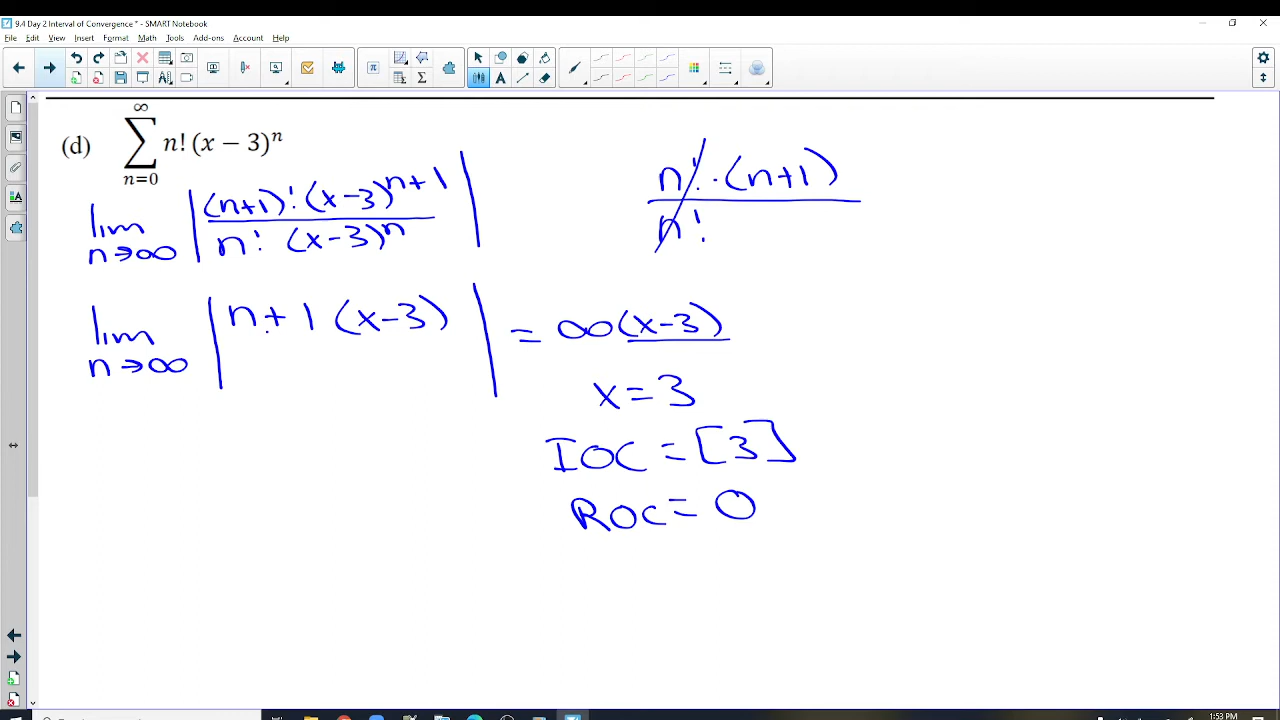 9.4 Day 2 Interval of Convergence * - SMART Notebook
File Edit View Insert Format Math Tools Add-ons Account Help
(d) ∞ ∑ n=0 n! (x − 3)ⁿ
lim n→∞ | (n+1)! (x-3)^{n+1} / n! (x-3)^n |
n! · (n+1) / n!
lim n→∞ | n+1 (x-3) | = ∞(x-3)
x=3
IOC = [3]
ROC = 0
1:53 PM